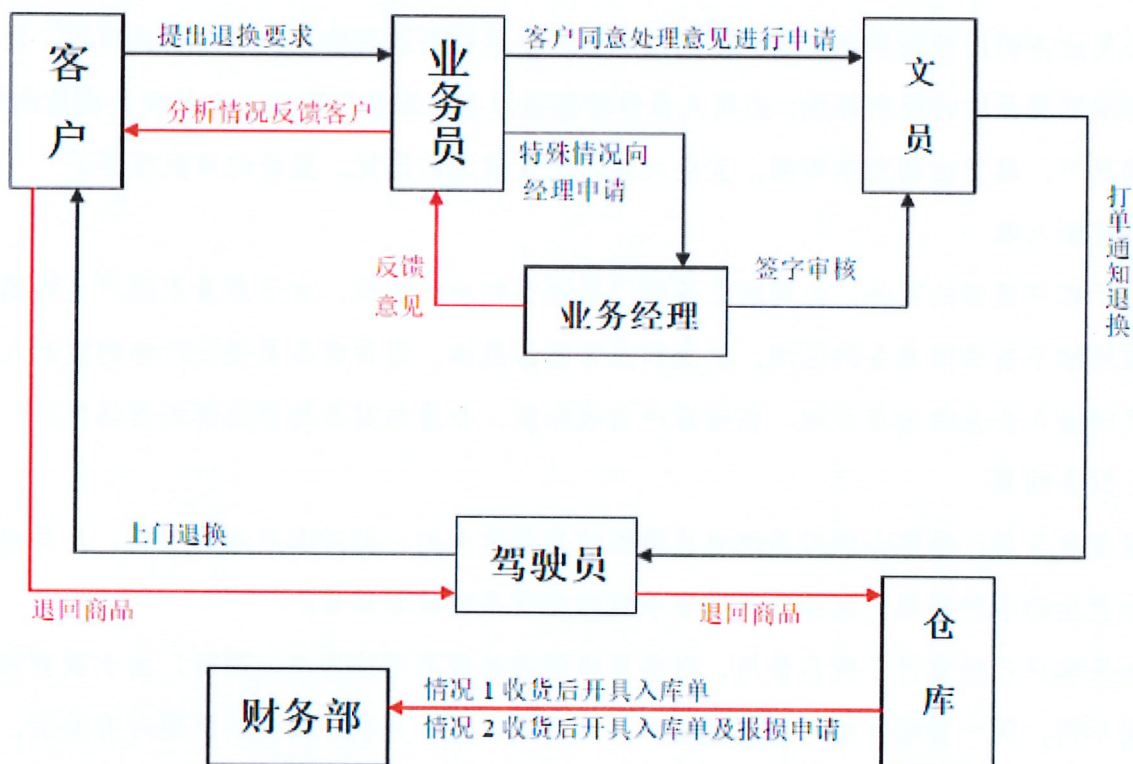 客户
提出退换要求
业务员
客户同意处理意见进行申请
文员
分析情况反馈客户
特殊情况向
经理申请
打单通知退换
反馈
意见
签字审核
业务经理
上门退换
驾驶员
退回商品
退回商品
仓库
财务部
情况 1 收货后开具入库单
情况 2 收货后开具入库单及报损申请